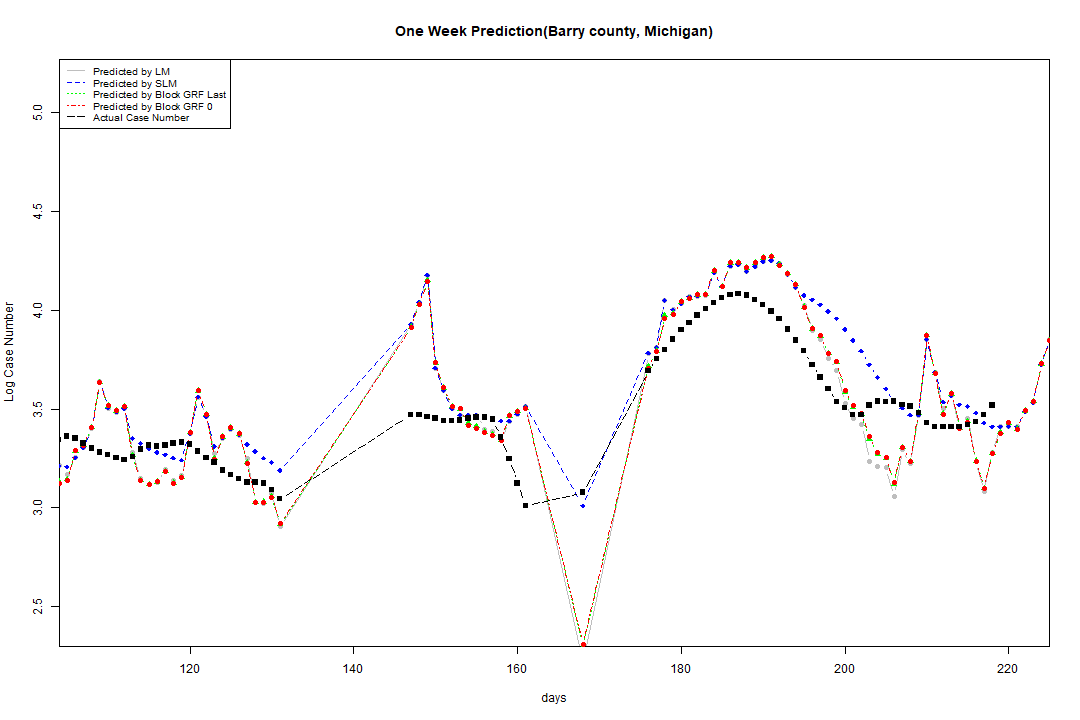 One Week Prediction(Barry county, Michigan)
Predicted by LM
Predicted by SLM
Predicted by Block GRF Last
Predicted by Block GRF 0
Actual Case Number
Log Case Number
5.0
4.5
4.0
3.5
3.0
2.5
120 140 160 180 200 220
days